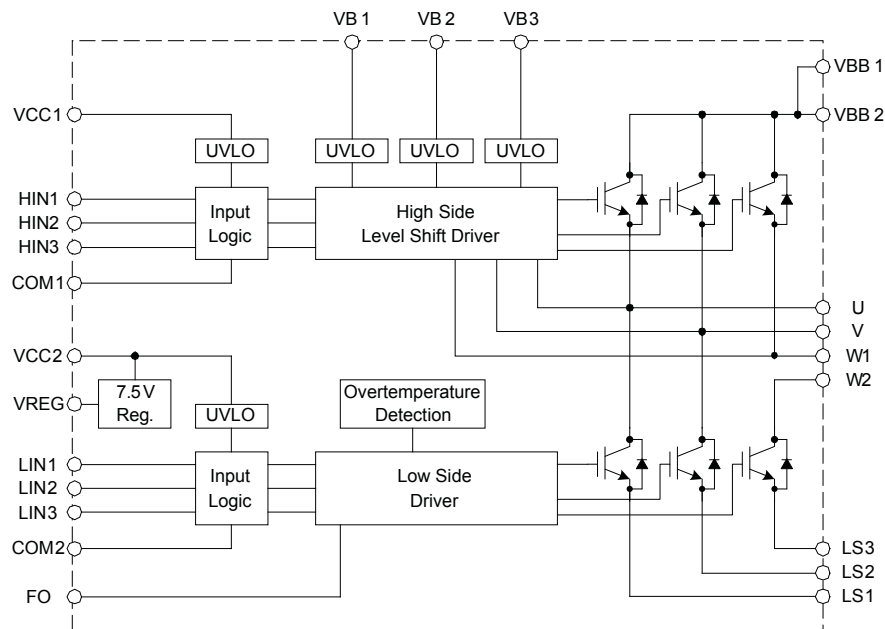 VB 1
VB 2
VB3
VBB 1
VCC1
VBB 2
UVLO
UVLO
UVLO
UVLO
HIN1
HIN2
HIN3
Input
Logic
High Side
Level Shift Driver
COM1
U
V
W1
W2
VCC2
VREG
7.5 V
Reg.
UVLO
Overtemperature
Detection
LIN1
LIN2
LIN3
Input
Logic
Low Side
Driver
COM2
LS3
LS2
LS1
FO